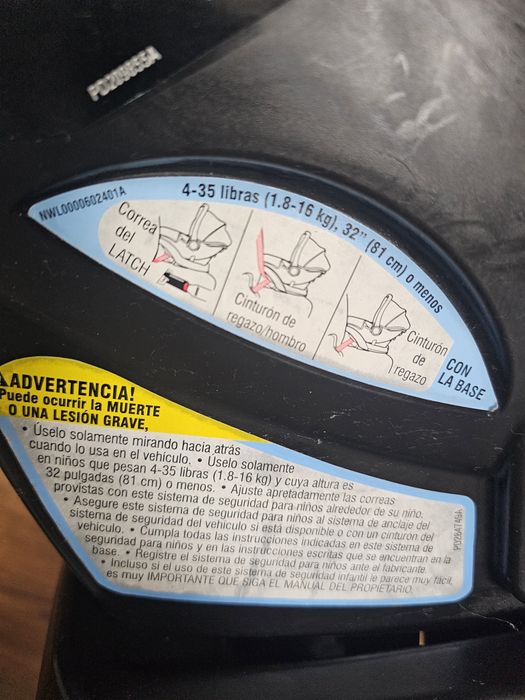 PD209855A
NWL0000602401A
4-35 libras (1.8-16 kg), 32" (81 cm) o menos
Correa
del
LATCH
Cinturón de
regazo/hombro
Cinturón
de
regazo
CON
LA BASE
ADVERTENCIA!
Puede ocurrir la MUERTE
O UNA LESIÓN GRAVE,
• Úselo solamente mirando hacia atrás
cuando lo usa en el vehículo. • Úselo solamente
en niños que pesan 4-35 libras (1.8-16 kg) y cuya altura es
32 pulgadas (81 cm) o menos. • Ajuste apretadamente las correas
provistas con este sistema de seguridad para niños alrededor de su niño.
• Asegure este sistema de seguridad para niños al sistema de anclaje del
sistema de seguridad del vehículo si está disponible o con un cinturón del
vehículo. • Cumpla todas las instrucciones indicadas en este sistema de
seguridad para niños y en las instrucciones escritas que se encuentran en la
base. • Registre el sistema de seguridad para niños ante el fabricante.
• Incluso si el uso de este sistema de seguridad infantil le parece muy fácil,
es muy IMPORTANTE QUE SIGA EL MANUAL DEL PROPIETARIO.